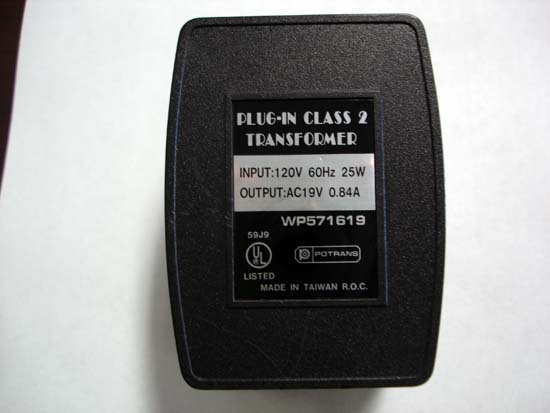 PLUG-IN CLASS 2
TRANSFORMER
INPUT:120V 60Hz 25W
OUTPUT:AC19V 0.84A
WP571619
59J9
UL
LISTED
POTRANS
MADE IN TAIWAN R.O.C.